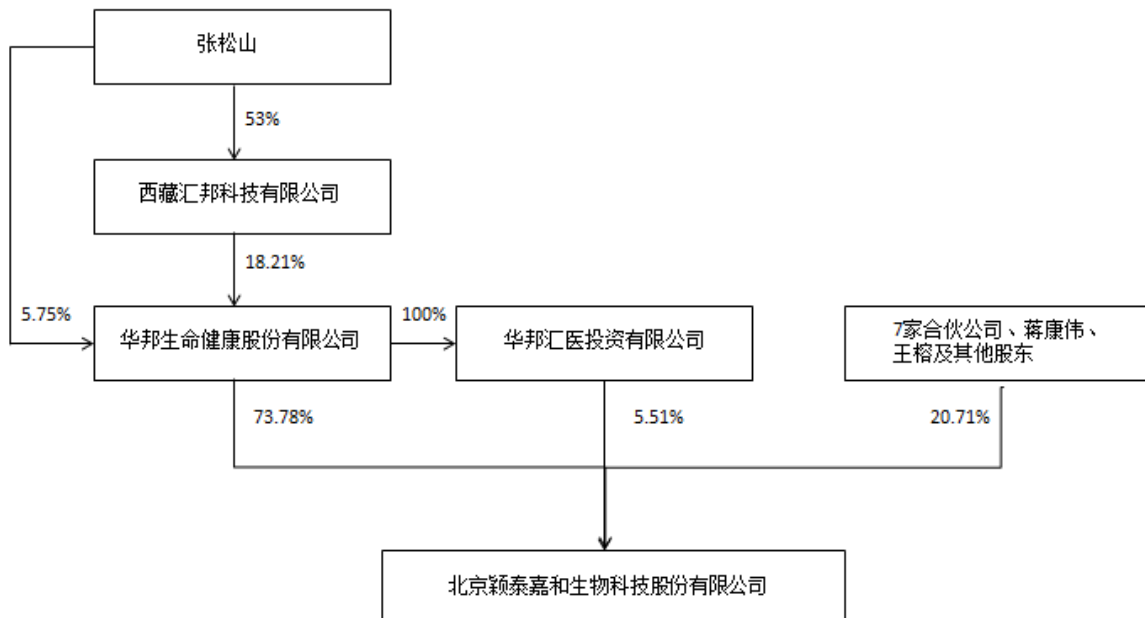 张松山
53%
西藏汇邦科技有限公司
18.21%
5.75%
华邦生命健康股份有限公司
100%
华邦汇医投资有限公司
7家合伙公司、蒋康伟、
王榕及其他股东
73.78%
5.51%
20.71%
北京颖泰嘉和生物科技股份有限公司